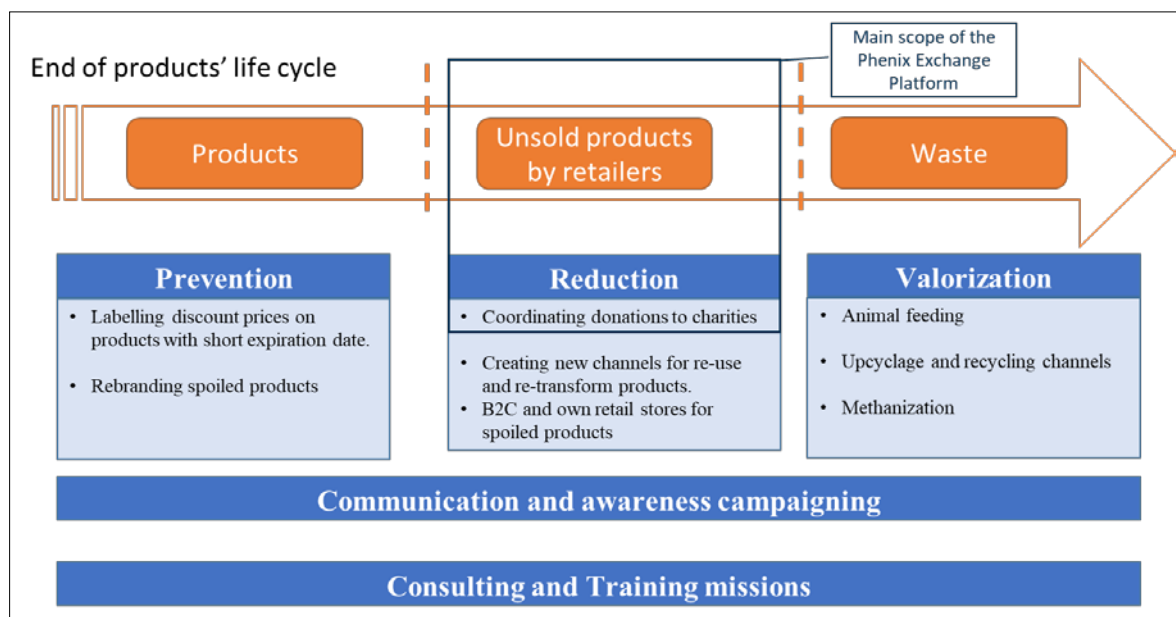 Main scope of the
Phenix Exchange
Platform
End of products’ life cycle
Products
Unsold products
by retailers
Waste
Prevention
• Labelling discount prices on
products with short expiration date.
• Rebranding spoiled products
Reduction
• Coordinating donations to charities
• Creating new channels for re-use
and re-transform products.
• B2C and own retail stores for
spoiled products
Valorization
• Animal feeding
• Upcyclage and recycling channels
• Methanization
Communication and awareness campaigning
Consulting and Training missions